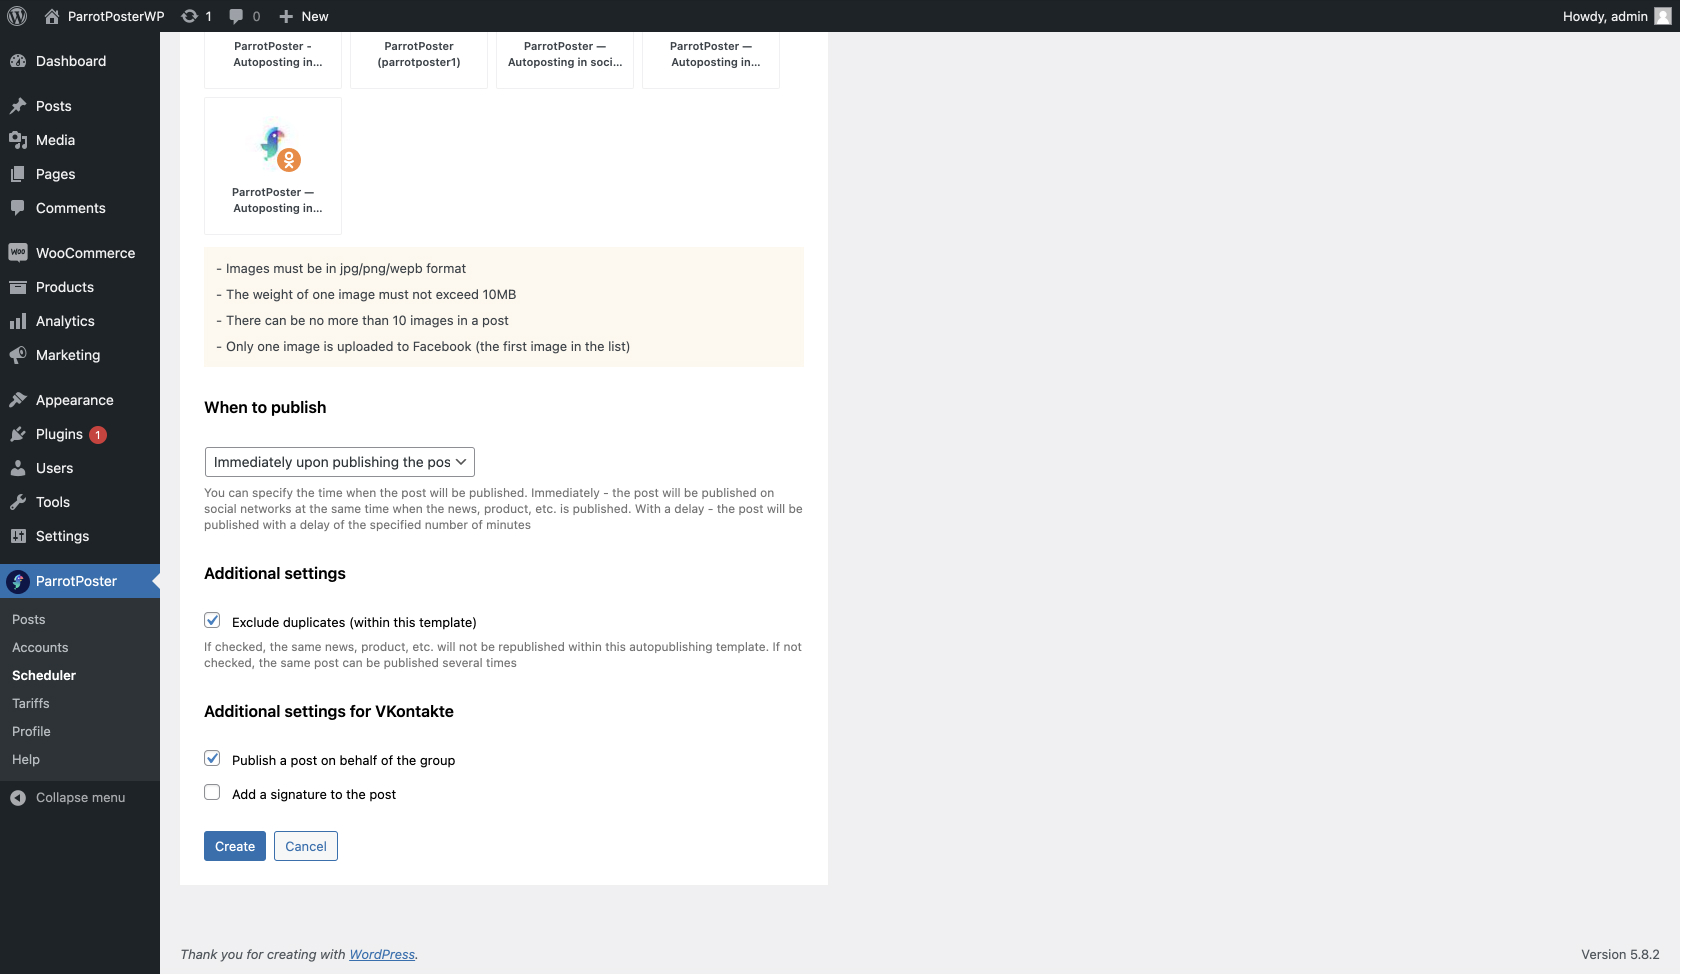 ParrotPosterWP 1 0 New Howdy, admin
Dashboard
Posts
Media
Pages
Comments
WooCommerce
Products
Analytics
Marketing
Appearance
Plugins 1
Users
Tools
Settings
ParrotPoster
Posts
Accounts
Scheduler
Tariffs
Profile
Help
Collapse menu
ParrotPoster -
Autoposting in...
ParrotPoster
(parrotposter1)
ParrotPoster —
Autoposting in soci...
ParrotPoster —
Autoposting in...
ParrotPoster —
Autoposting in...
- Images must be in jpg/png/wepb format
- The weight of one image must not exceed 10MB
- There can be no more than 10 images in a post
- Only one image is uploaded to Facebook (the first image in the list)
When to publish
Immediately upon publishing the pos
You can specify the time when the post will be published. Immediately - the post will be published on
social networks at the same time when the news, product, etc. is published. With a delay - the post will be
published with a delay of the specified number of minutes
Additional settings
Exclude duplicates (within this template)
If checked, the same news, product, etc. will not be republished within this autopublishing template. If not
checked, the same post can be published several times
Additional settings for VKontakte
Publish a post on behalf of the group
Add a signature to the post
Create Cancel
Thank you for creating with WordPress.
Version 5.8.2